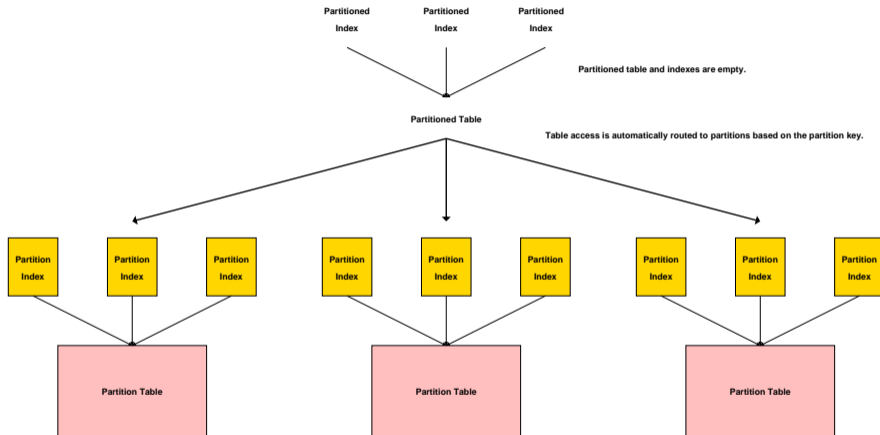 Partitioned Partitioned Partitioned
Index Index Index
Partitioned table and indexes are empty.
Partitioned Table
Table access is automatically routed to partitions based on the partition key.
Partition Partition Partition Partition Partition Partition Partition Partition Partition
Index Index Index Index Index Index Index Index Index
Partition Table Partition Table Partition Table